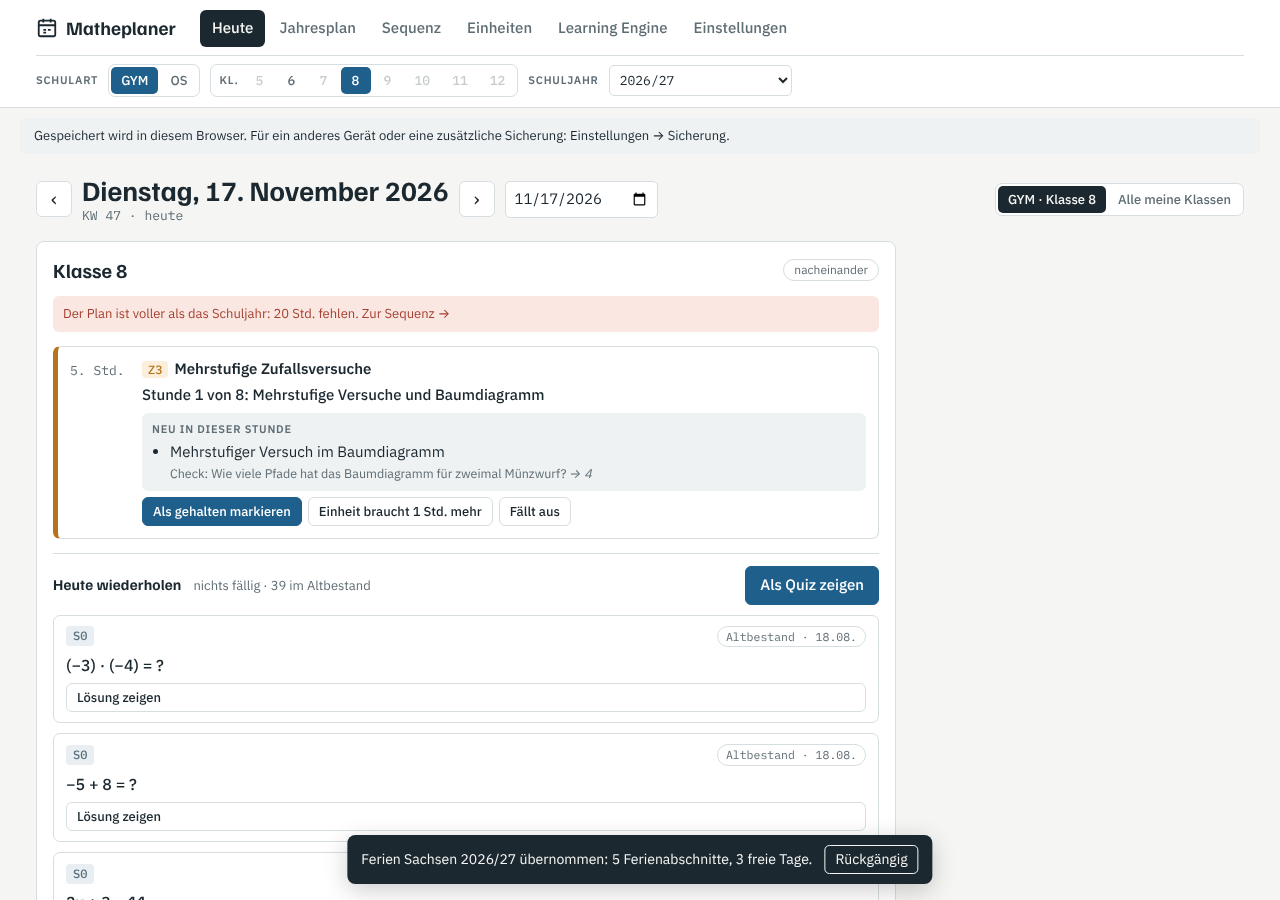 Matheplaner Heute Jahresplan Sequenz Einheiten Learning Engine Einstellungen
SCHULART GYM OS KL. 5 6 7 8 9 10 11 12 SCHULJAHR 2026/27
Gespeichert wird in diesem Browser. Für ein anderes Gerät oder eine zusätzliche Sicherung: Einstellungen → Sicherung.
‹ Dienstag, 17. November 2026 › 11/17/2026 GYM · Klasse 8 Alle meine Klassen
KW 47 · heute
Klasse 8 nacheinander
Der Plan ist voller als das Schuljahr: 20 Std. fehlen. Zur Sequenz →
5. Std. Z3 Mehrstufige Zufallsversuche
Stunde 1 von 8: Mehrstufige Versuche und Baumdiagramm
NEU IN DIESER STUNDE
• Mehrstufiger Versuch im Baumdiagramm
Check: Wie viele Pfade hat das Baumdiagramm für zweimal Münzwurf? → 4
Als gehalten markieren Einheit braucht 1 Std. mehr Fällt aus
Heute wiederholen nichts fällig · 39 im Altbestand Als Quiz zeigen
S0 Altbestand · 18.08.
(−3) · (−4) = ?
Lösung zeigen
S0 Altbestand · 18.08.
−5 + 8 = ?
Lösung zeigen
S0
Ferien Sachsen 2026/27 übernommen: 5 Ferienabschnitte, 3 freie Tage. Rückgängig